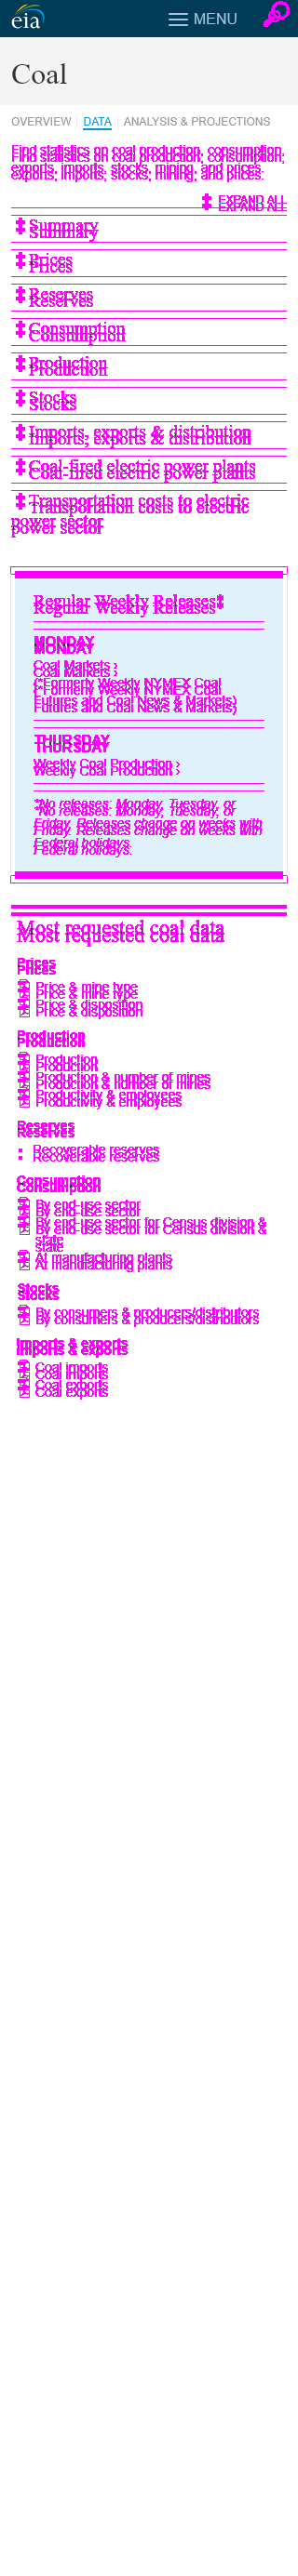 eia
MENU
Coal
OVERVIEW DATA ANALYSIS & PROJECTIONS
Find statistics on coal production, consumption,
exports, imports, stocks, mining, and prices.
EXPAND ALL
Summary
Prices
Reserves
Consumption
Production
Stocks
Imports, exports & distribution
Coal-fired electric power plants
Transportation costs to electric
power sector
Regular Weekly Releases*
MONDAY
Coal Markets ›
(*Formerly Weekly NYMEX Coal
Futures and Coal News & Markets)
THURSDAY
Weekly Coal Production ›
*No releases: Monday, Tuesday, or
Friday. Releases change on weeks with
Federal holidays.
Most requested coal data
Prices
Price & mine type
Price & disposition
Production
Production
Production & number of mines
Productivity & employees
Reserves
Recoverable reserves
Consumption
By end-use sector
By end-use sector for Census division &
state
At manufacturing plants
Stocks
By consumers & producers/distributors
Imports & exports
Coal imports
Coal exports